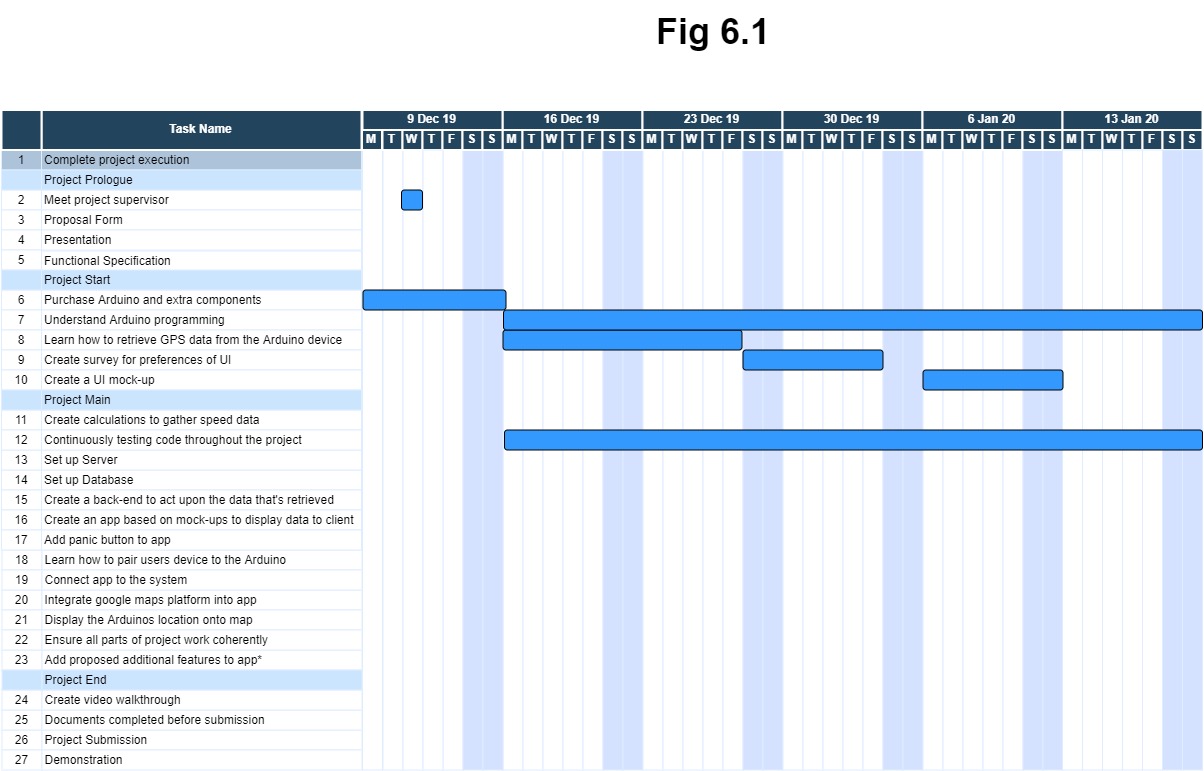 Fig 6.1
Task Name 9 Dec 19 16 Dec 19 23 Dec 19 30 Dec 19 6 Jan 20 13 Jan 20
M T W T F S S M T W T F S S M T W T F S S M T W T F S S M T W T F S S M T W T F S S
1 Complete project execution
Project Prologue
2 Meet project supervisor
3 Proposal Form
4 Presentation
5 Functional Specification
Project Start
6 Purchase Arduino and extra components
7 Understand Arduino programming
8 Learn how to retrieve GPS data from the Arduino device
9 Create survey for preferences of UI
10 Create a UI mock-up
Project Main
11 Create calculations to gather speed data
12 Continuously testing code throughout the project
13 Set up Server
14 Set up Database
15 Create a back-end to act upon the data's retrieved
16 Create an app based on mock-ups to display data to client
17 Add panic button to app
18 Learn how to pair users device to the Arduino
19 Connect app to the system
20 Integrate google maps platform into app
21 Display the Arduinos location onto map
22 Ensure all parts of project work coherently
23 Add proposed additional features to app*
Project End
24 Create video walkthrough
25 Documents completed before submission
26 Project Submission
27 Demonstration